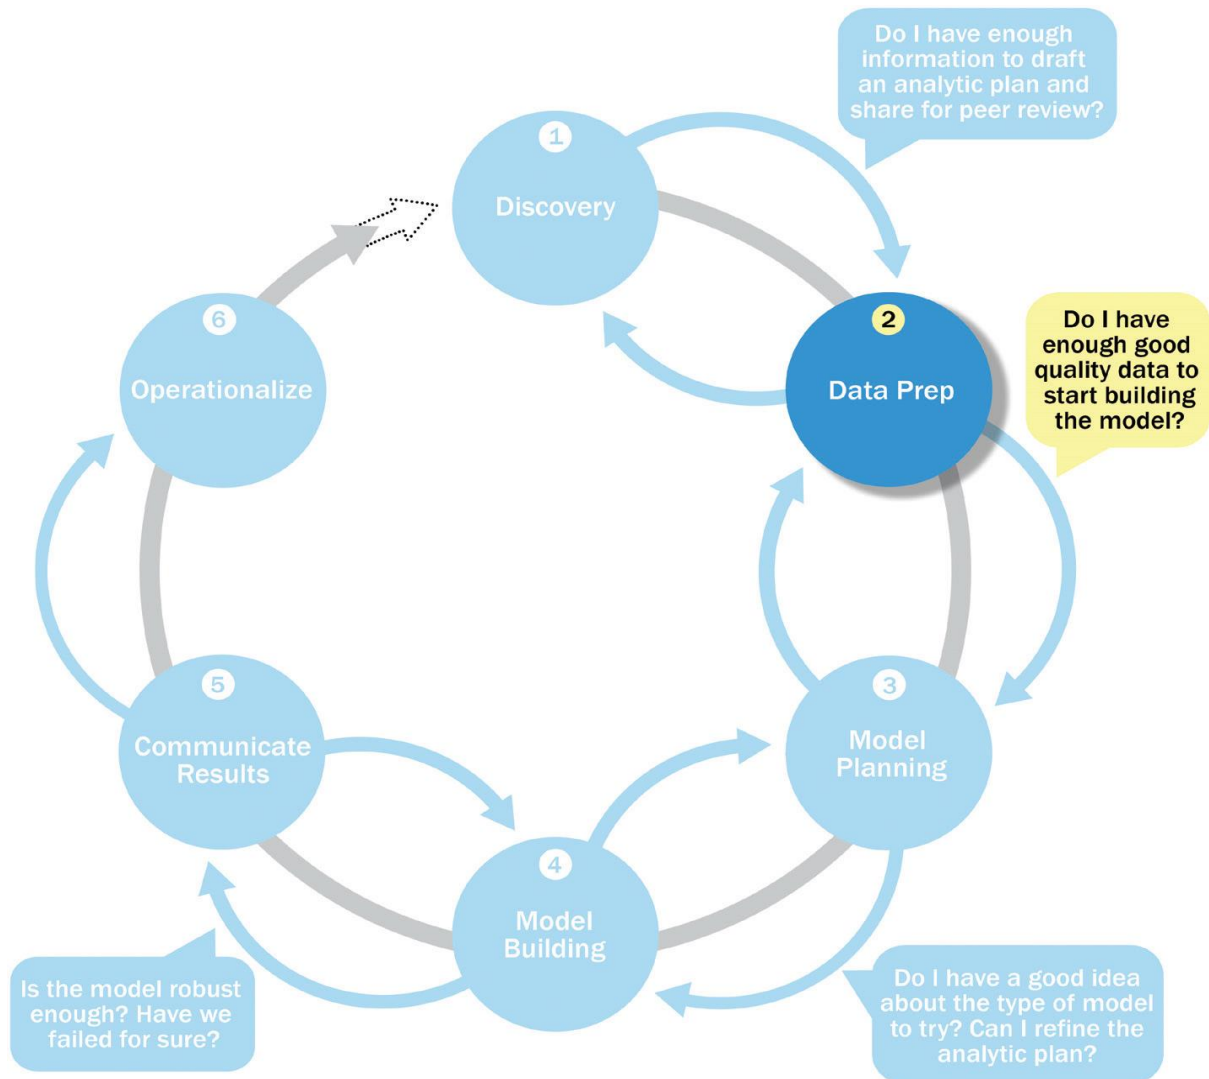 Do I have enough
information to draft
an analytic plan and
share for peer review?
1
Discovery
2
Data Prep
Do I have
enough good
quality data to
start building
the model?
3
Model
Planning
Do I have a good idea
about the type of model
to try? Can I refine the
analytic plan?
4
Model
Building
Is the model robust
enough? Have we
failed for sure?
5
Communicate
Results
6
Operationalize